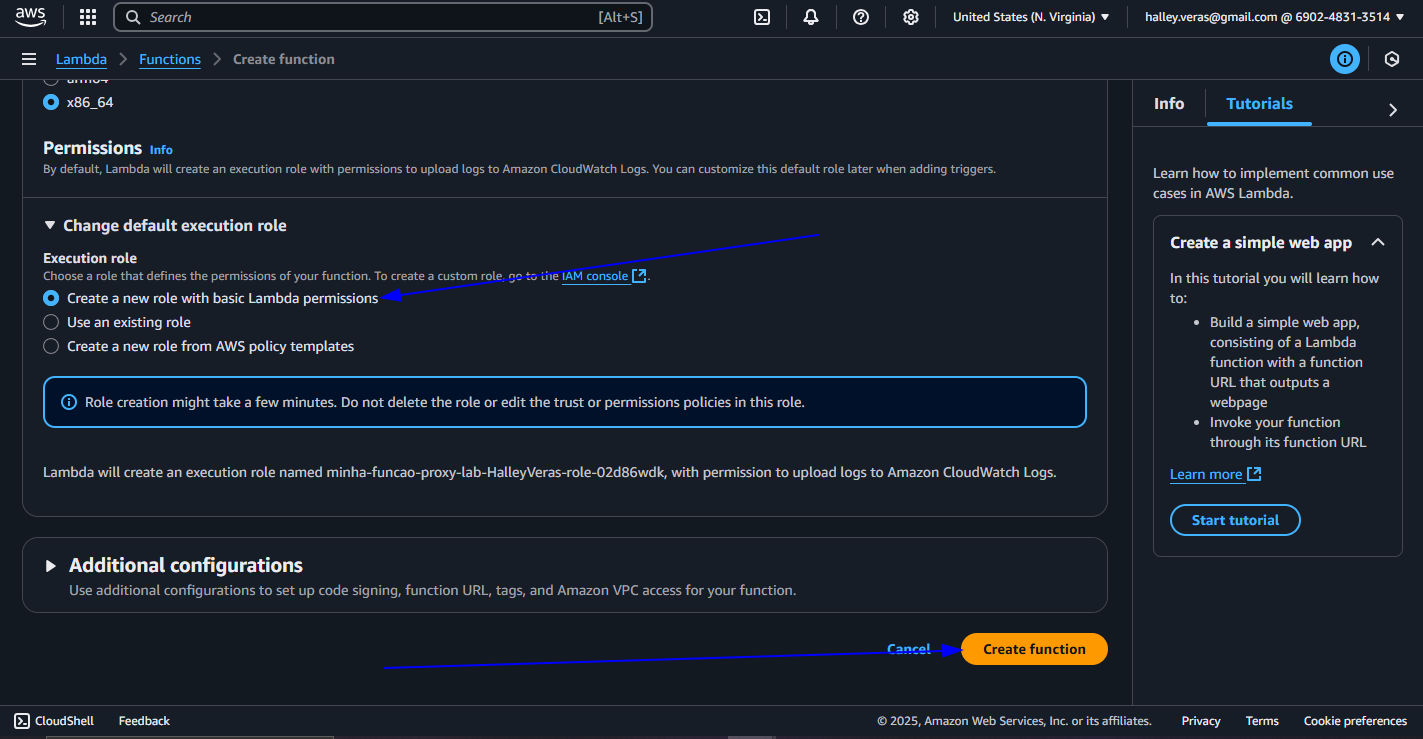 aws
Search
[Alt+S]
United States (N. Virginia)
halley.veras@gmail.com @ 6902-4831-3514
Lambda
Functions
Create function
arm64
x86_64
Permissions Info
By default, Lambda will create an execution role with permissions to upload logs to Amazon CloudWatch Logs. You can customize this default role later when adding triggers.
Change default execution role
Execution role
Choose a role that defines the permissions of your function. To create a custom role, go to the IAM console.
Create a new role with basic Lambda permissions
Use an existing role
Create a new role from AWS policy templates
Role creation might take a few minutes. Do not delete the role or edit the trust or permissions policies in this role.
Lambda will create an execution role named minha-funcao-proxy-lab-HalleyVeras-role-02d86wdk, with permission to upload logs to Amazon CloudWatch Logs.
Additional configurations
Use additional configurations to set up code signing, function URL, tags, and Amazon VPC access for your function.
Cancel
Create function
Info
Tutorials
Learn how to implement common use
cases in AWS Lambda.
Create a simple web app
In this tutorial you will learn how
to:
• Build a simple web app,
consisting of a Lambda
function with a function
URL that outputs a
webpage
• Invoke your function
through its function URL
Learn more
Start tutorial
CloudShell
Feedback
© 2025, Amazon Web Services, Inc. or its affiliates.
Privacy
Terms
Cookie preferences